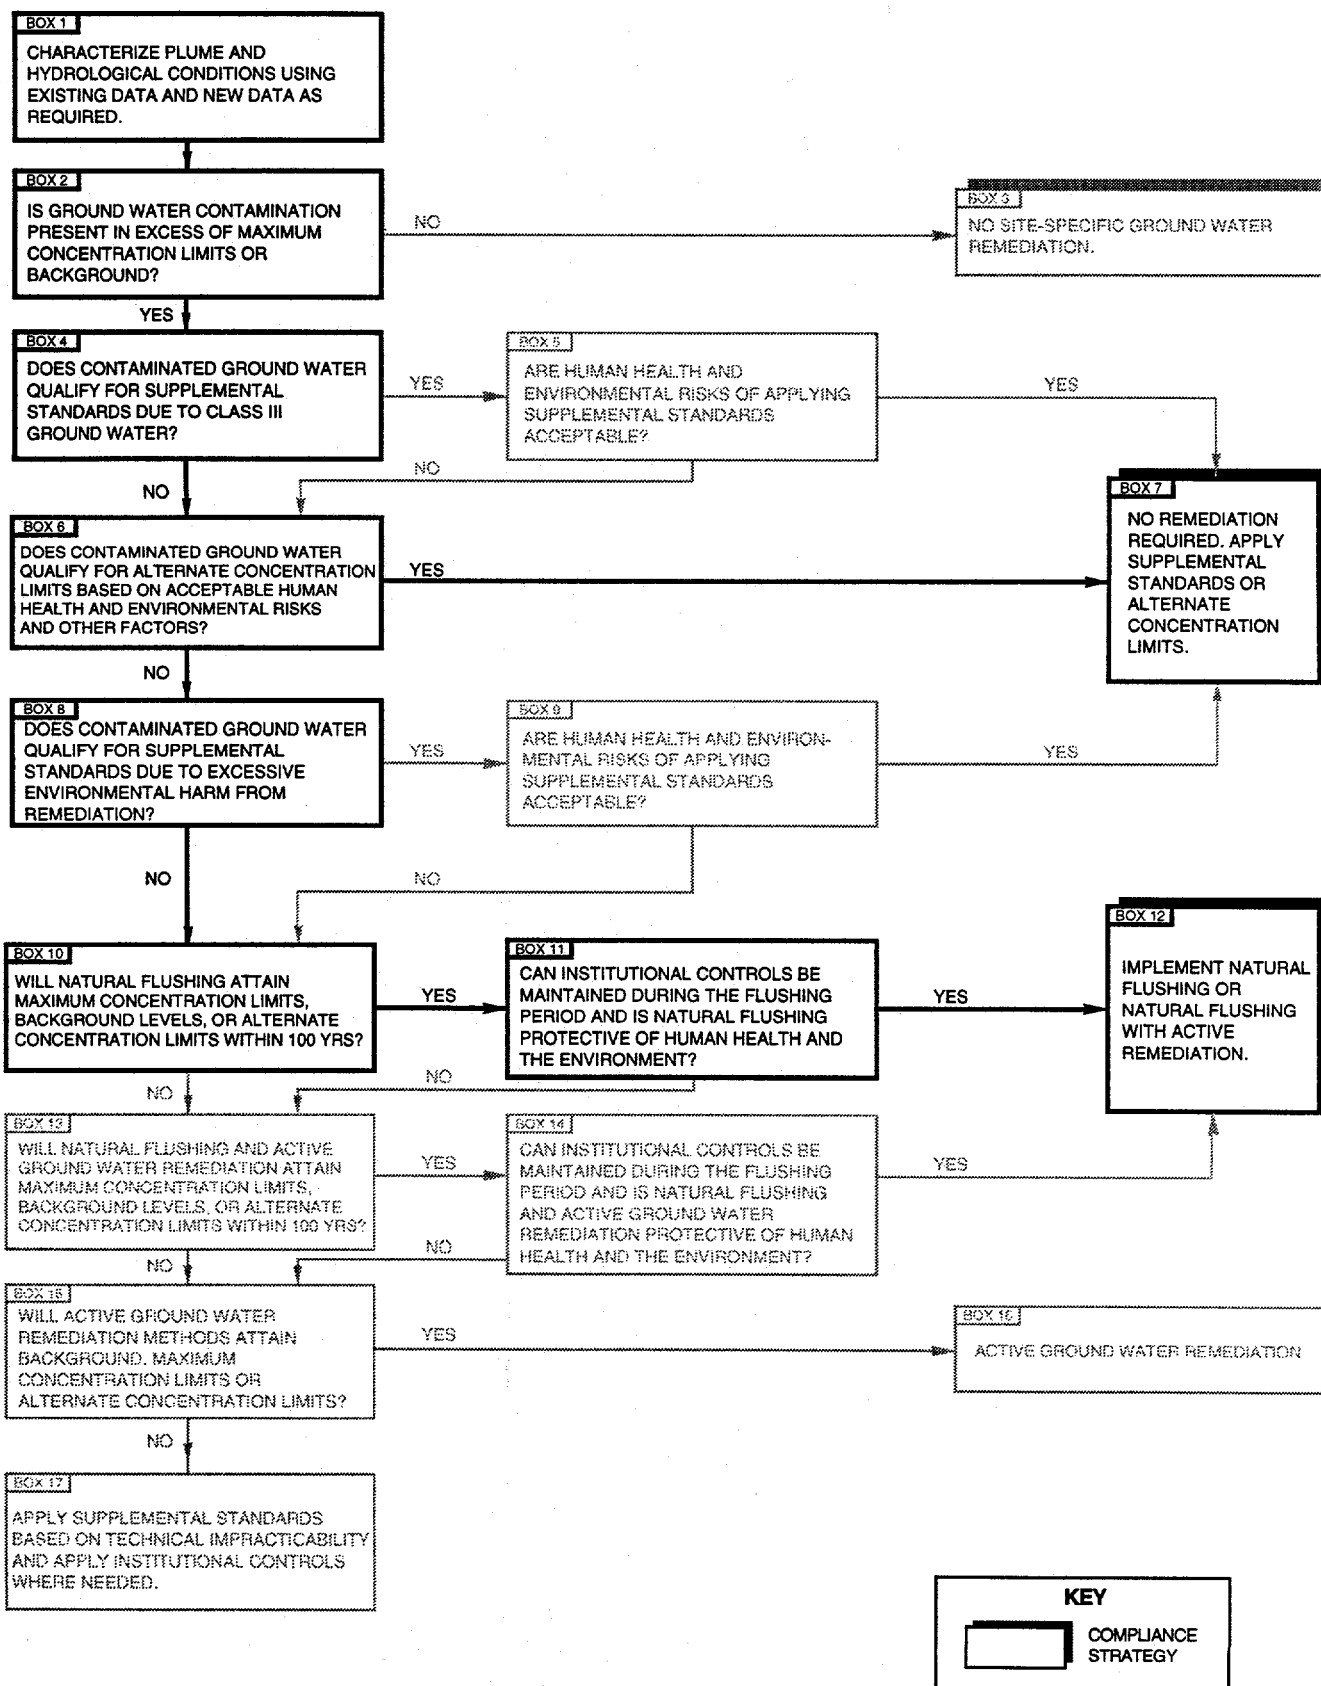 BOX 1
CHARACTERIZE PLUME AND
HYDROLOGICAL CONDITIONS USING
EXISTING DATA AND NEW DATA AS
REQUIRED.
BOX 2
IS GROUND WATER CONTAMINATION
PRESENT IN EXCESS OF MAXIMUM
CONCENTRATION LIMITS OR
BACKGROUND?
NO
BOX 3
NO SITE-SPECIFIC GROUND WATER
REMEDIATION.
YES
BOX 4
DOES CONTAMINATED GROUND WATER
QUALIFY FOR SUPPLEMENTAL
STANDARDS DUE TO CLASS III
GROUND WATER?
YES
BOX 5
ARE HUMAN HEALTH AND
ENVIRONMENTAL RISKS OF APPLYING
SUPPLEMENTAL STANDARDS
ACCEPTABLE?
YES
NO
NO
BOX 6
DOES CONTAMINATED GROUND WATER
QUALIFY FOR ALTERNATE CONCENTRATION
LIMITS BASED ON ACCEPTABLE HUMAN
HEALTH AND ENVIRONMENTAL RISKS
AND OTHER FACTORS?
YES
BOX 7
NO REMEDIATION
REQUIRED. APPLY
SUPPLEMENTAL
STANDARDS OR
ALTERNATE
CONCENTRATION
LIMITS.
NO
BOX 8
DOES CONTAMINATED GROUND WATER
QUALIFY FOR SUPPLEMENTAL
STANDARDS DUE TO EXCESSIVE
ENVIRONMENTAL HARM FROM
REMEDIATION?
YES
BOX 9
ARE HUMAN HEALTH AND ENVIRON-
MENTAL RISKS OF APPLYING
SUPPLEMENTAL STANDARDS
ACCEPTABLE?
YES
NO
NO
BOX 10
WILL NATURAL FLUSHING ATTAIN
MAXIMUM CONCENTRATION LIMITS,
BACKGROUND LEVELS, OR ALTERNATE
CONCENTRATION LIMITS WITHIN 100 YRS?
YES
BOX 11
CAN INSTITUTIONAL CONTROLS BE
MAINTAINED DURING THE FLUSHING
PERIOD AND IS NATURAL FLUSHING
PROTECTIVE OF HUMAN HEALTH AND
THE ENVIRONMENT?
YES
BOX 12
IMPLEMENT NATURAL
FLUSHING OR
NATURAL FLUSHING
WITH ACTIVE
REMEDIATION.
NO
NO
BOX 13
WILL NATURAL FLUSHING AND ACTIVE
GROUND WATER REMEDIATION ATTAIN
MAXIMUM CONCENTRATION LIMITS,
BACKGROUND LEVELS, OR ALTERNATE
CONCENTRATION LIMITS WITHIN 100 YRS?
YES
BOX 14
CAN INSTITUTIONAL CONTROLS BE
MAINTAINED DURING THE FLUSHING
PERIOD AND IS NATURAL FLUSHING
AND ACTIVE GROUND WATER
REMEDIATION PROTECTIVE OF HUMAN
HEALTH AND THE ENVIRONMENT?
YES
NO
NO
BOX 15
WILL ACTIVE GROUND WATER
REMEDIATION METHODS ATTAIN
BACKGROUND. MAXIMUM
CONCENTRATION LIMITS OR
ALTERNATE CONCENTRATION LIMITS?
YES
BOX 16
ACTIVE GROUND WATER REMEDIATION
NO
BOX 17
APPLY SUPPLEMENTAL STANDARDS
BASED ON TECHNICAL IMPRACTICABILITY
AND APPLY INSTITUTIONAL CONTROLS
WHERE NEEDED.
KEY
COMPLIANCE
STRATEGY